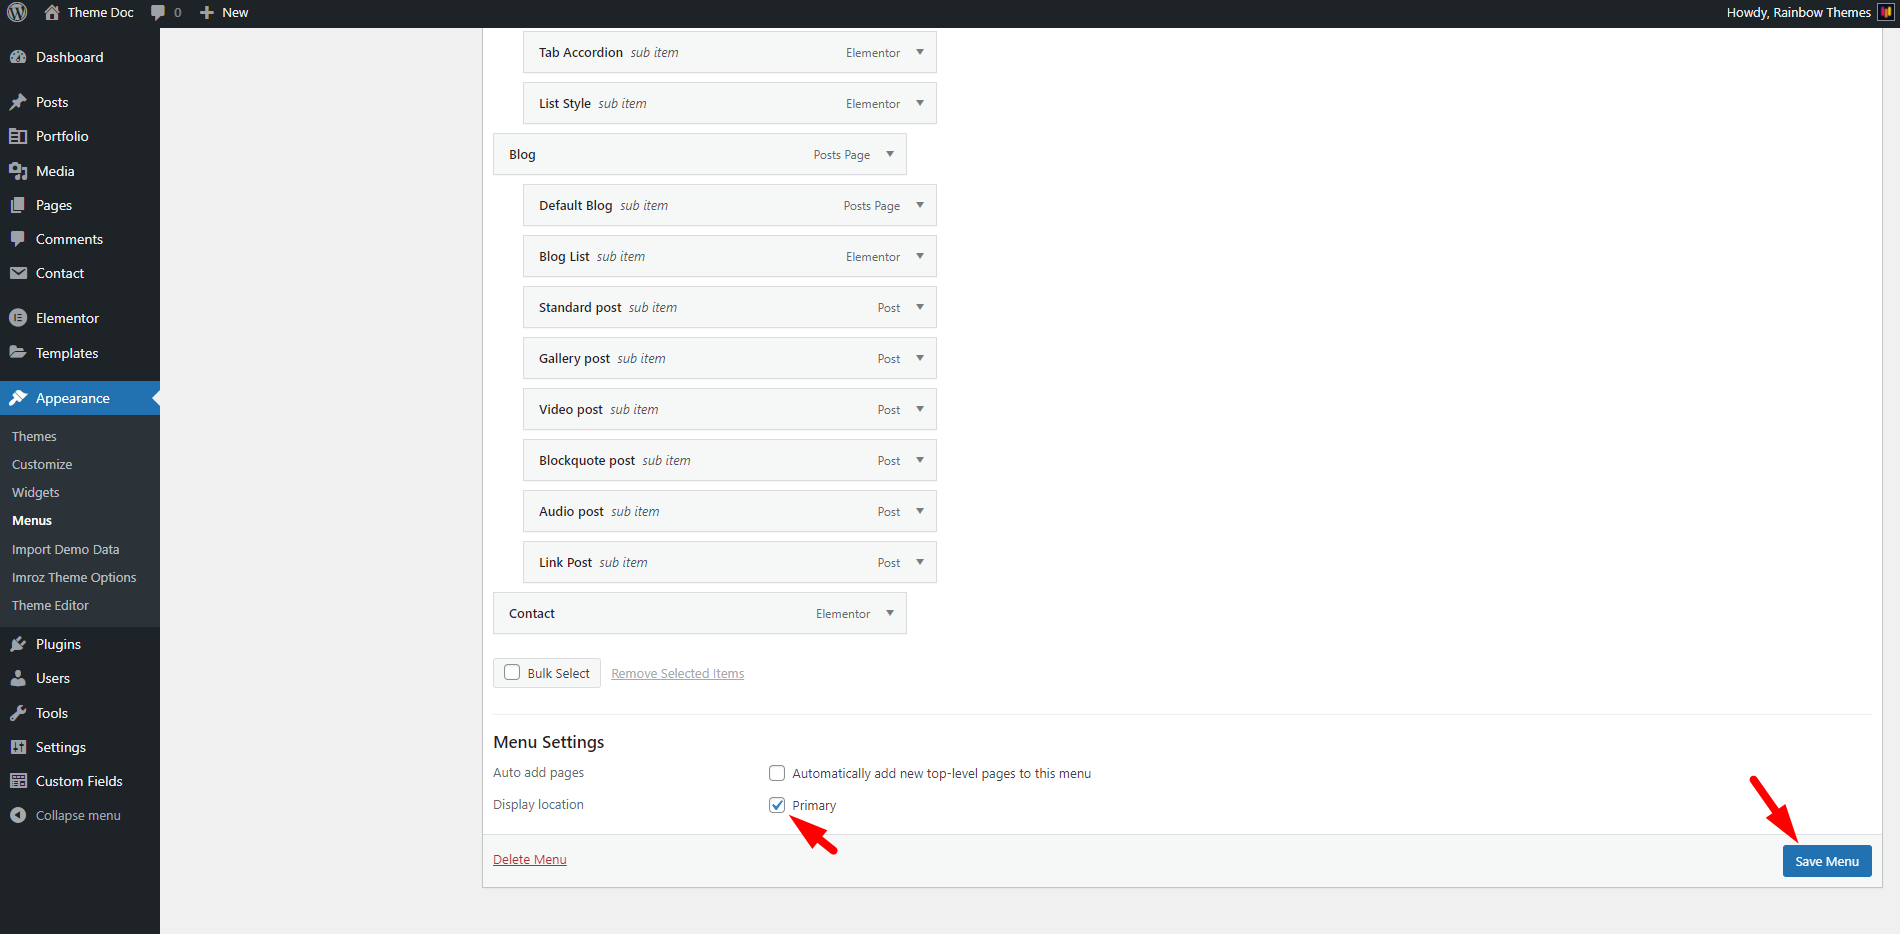 Theme Doc 0 New Howdy, Rainbow Themes
Dashboard
Posts
Portfolio
Media
Pages
Comments
Contact
Elementor
Templates
Appearance
Themes
Customize
Widgets
Menus
Import Demo Data
Imroz Theme Options
Theme Editor
Plugins
Users
Tools
Settings
Custom Fields
Collapse menu
Tab Accordion sub item Elementor
List Style sub item Elementor
Blog Posts Page
Default Blog sub item Posts Page
Blog List sub item Elementor
Standard post sub item Post
Gallery post sub item Post
Video post sub item Post
Blockquote post sub item Post
Audio post sub item Post
Link Post sub item Post
Contact Elementor
Bulk Select Remove Selected Items
Menu Settings
Auto add pages Automatically add new top-level pages to this menu
Display location Primary
Delete Menu Save Menu